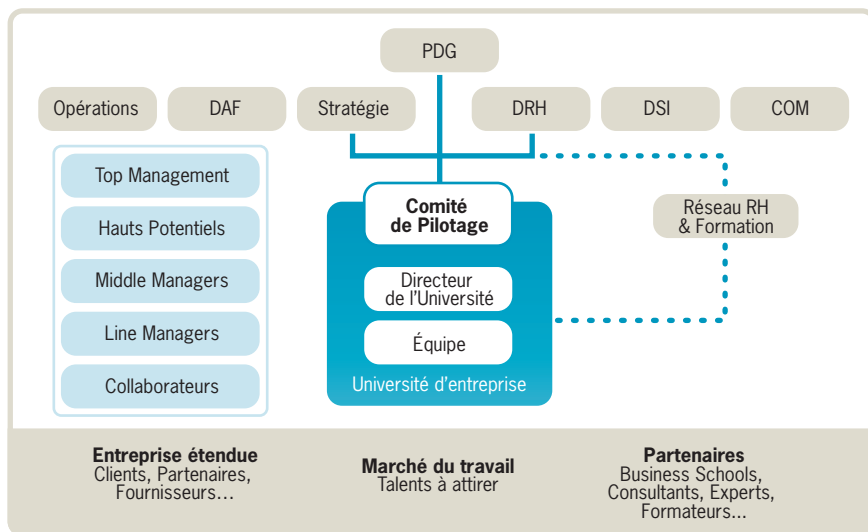 PDG
Opérations
DAF
Stratégie
DRH
DSI
COM
Top Management
Hauts Potentiels
Middle Managers
Line Managers
Collaborateurs
Comité
de Pilotage
Directeur
de l’Université
Équipe
Université d’entreprise
Réseau RH
& Formation
Entreprise étendue
Clients, Partenaires,
Fournisseurs…
Marché du travail
Talents à attirer
Partenaires
Business Schools,
Consultants, Experts,
Formateurs...